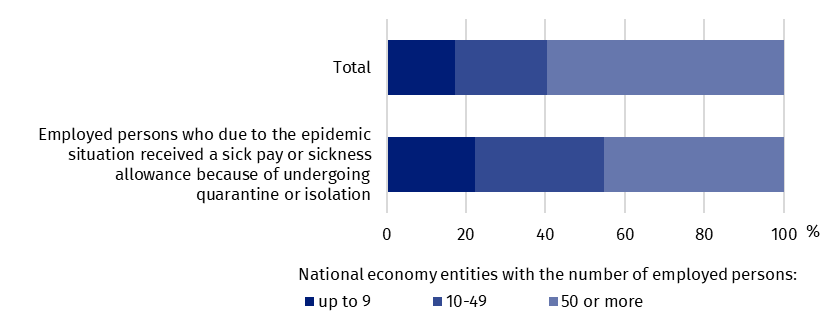 Total
Employed persons who due to the epidemic
situation received a sick pay or sickness
allowance because of undergoing
quarantine or isolation
0 20 40 60 80 100 %
National economy entities with the number of employed persons:
up to 9 10-49 50 or more